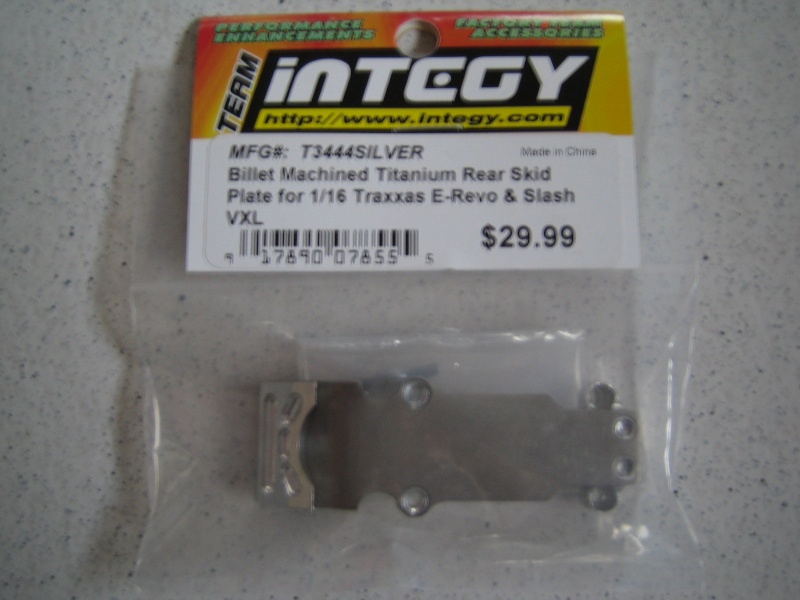 PERFORMANCE
ENHANCEMENTS
FACTORY TEAM
ACCESSORIES
TEAM
INTEGY
http://www.integy.com
MFG#: T3444SILVER
Made in China
Billet Machined Titanium Rear Skid
Plate for 1/16 Traxxas E-Revo & Slash
VXL
$29.99
9 17890 07855 5